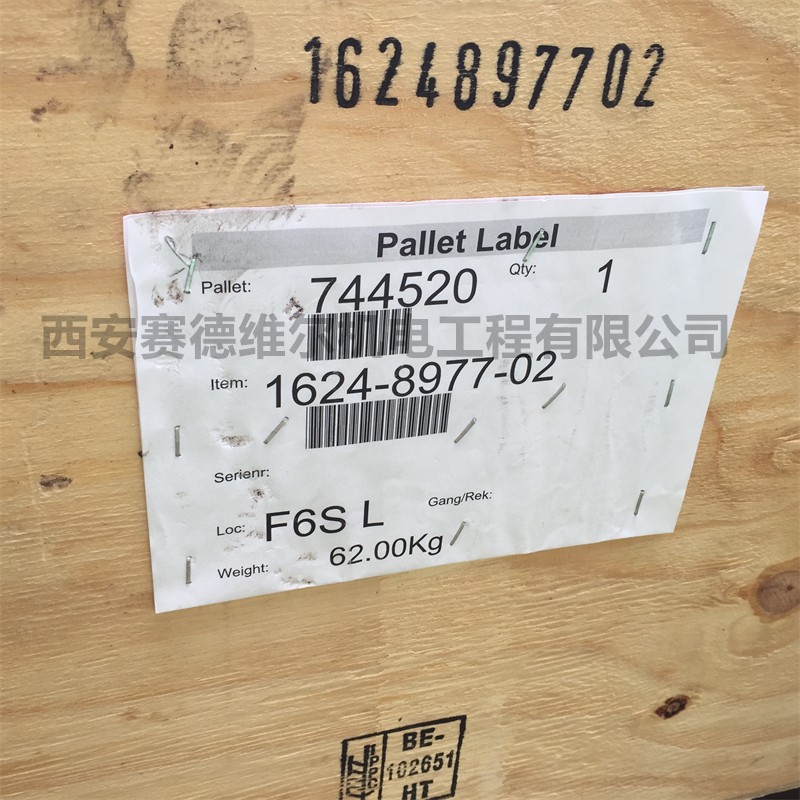 1624897702
Pallet Label
Pallet: 744520 Qty: 1
西安赛德维尔机电工程有限公司
Item: 1624-8977-02
Serienr:
Loc: F6S L Gang/Rek:
Weight: 62.00Kg
BE-
102651
HT